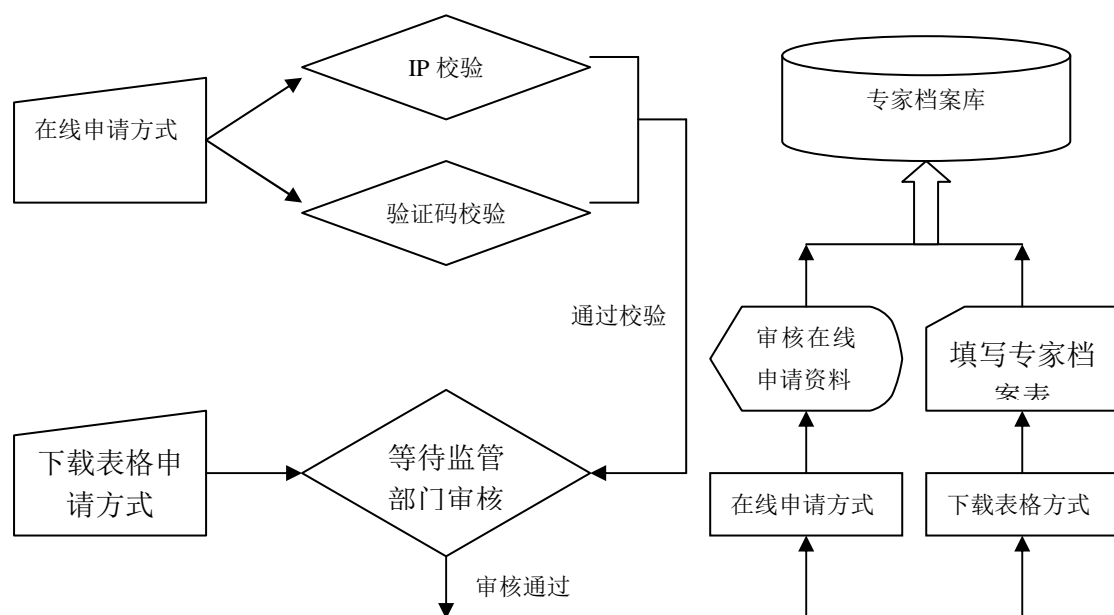 IP 校验
专家档案库
在线申请方式
验证码校验
通过校验
审核在线
申请资料
填写专家档
案表
下载表格申
请方式
等待监管
部门审核
在线申请方式
下载表格方式
审核通过